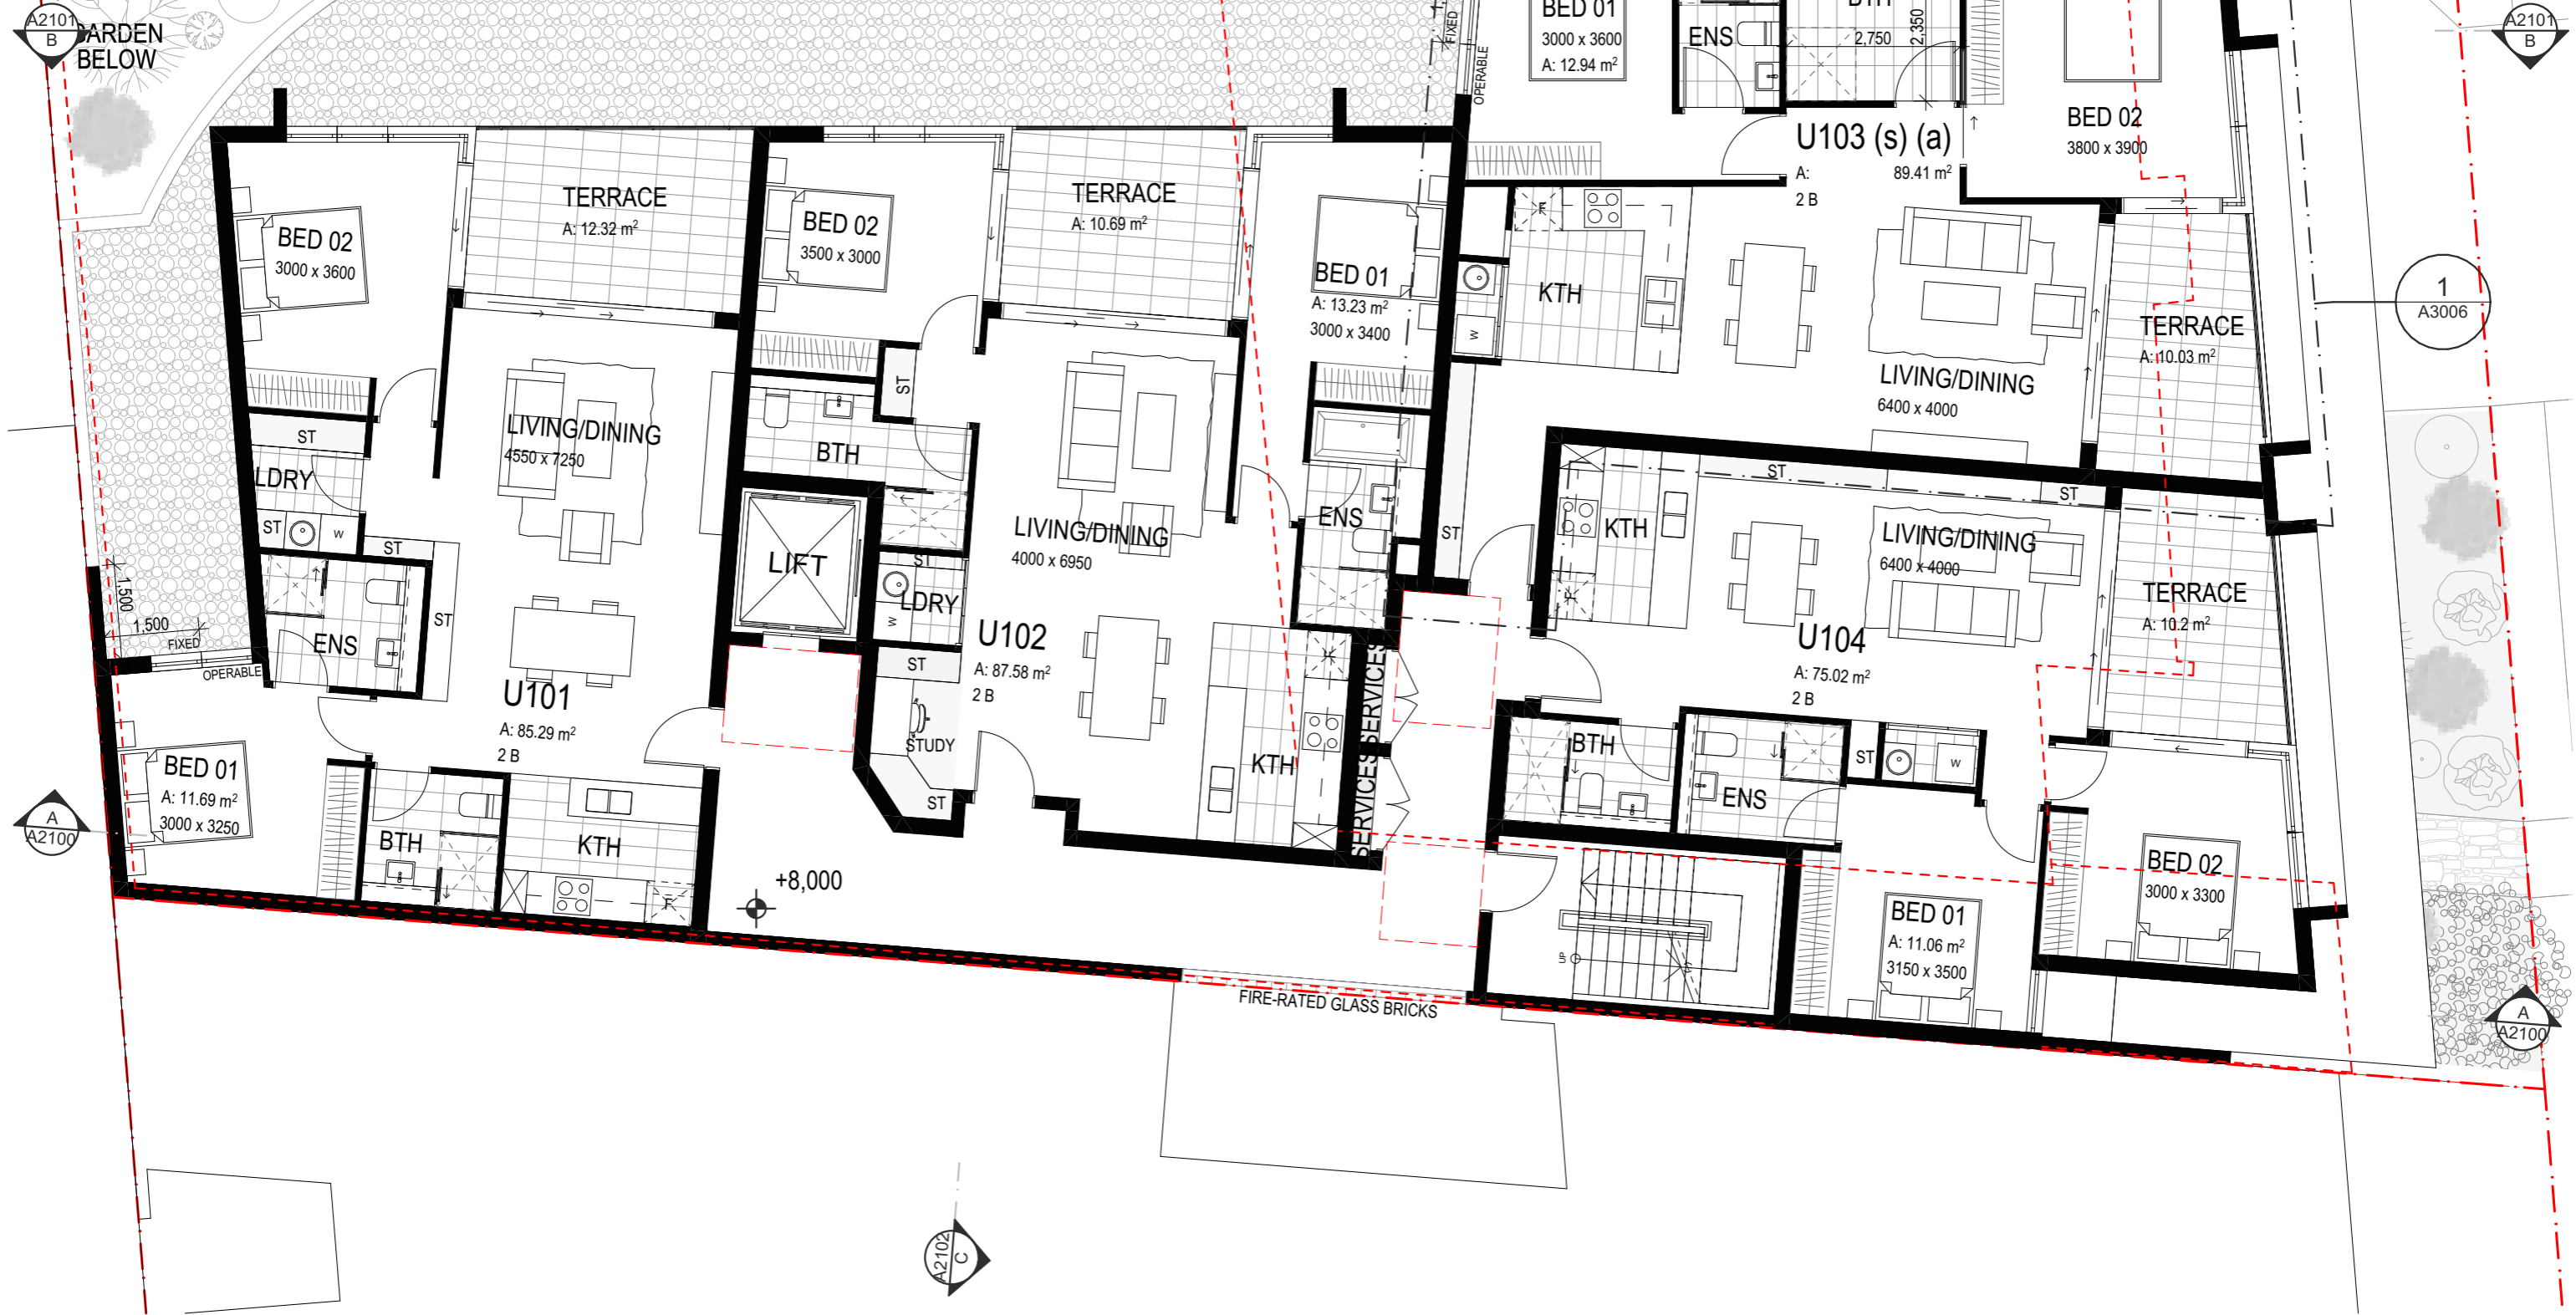 A2101
B
GARDEN
BELOW
FIXED
OPERABLE
BED 01
3000 x 3600
A: 12.94 m²
ENS
BTH
2,750
2,350
A2101
B
BED 02
3800 x 3900
U103 (s) (a)
A:
89.41 m²
2 B
TERRACE
A: 12.32 m²
BED 02
3000 x 3600
BED 02
3500 x 3000
TERRACE
A: 10.69 m²
BED 01
A: 13.23 m²
3000 x 3400
F
KTH
W
1
A3006
TERRACE
A: 10.03 m²
LIVING/DINING
6400 x 4000
ST
LDRY
ST
W
ST
LIVING/DINING
4550 x 7250
ST
BTH
LIFT
ST
LDRY
W
LIVING/DINING
4000 x 6950
ENS
ST
KTH
ST
ST
LIVING/DINING
6400 x 4000
TERRACE
A: 10.2 m²
1,500
1,500
FIXED
OPERABLE
ENS
ST
U101
A: 85.29 m²
2 B
U102
A: 87.58 m²
2 B
ST
STUDY
ST
KTH
SERVICES
SERVICES
U104
A: 75.02 m²
2 B
BTH
ENS
ST
W
A
A2100
BED 01
A: 11.69 m²
3000 x 3250
BTH
KTH
F
+8,000
UP
BED 01
A: 11.06 m²
3150 x 3500
BED 02
3000 x 3300
A
A2100
FIRE-RATED GLASS BRICKS
A2102
C